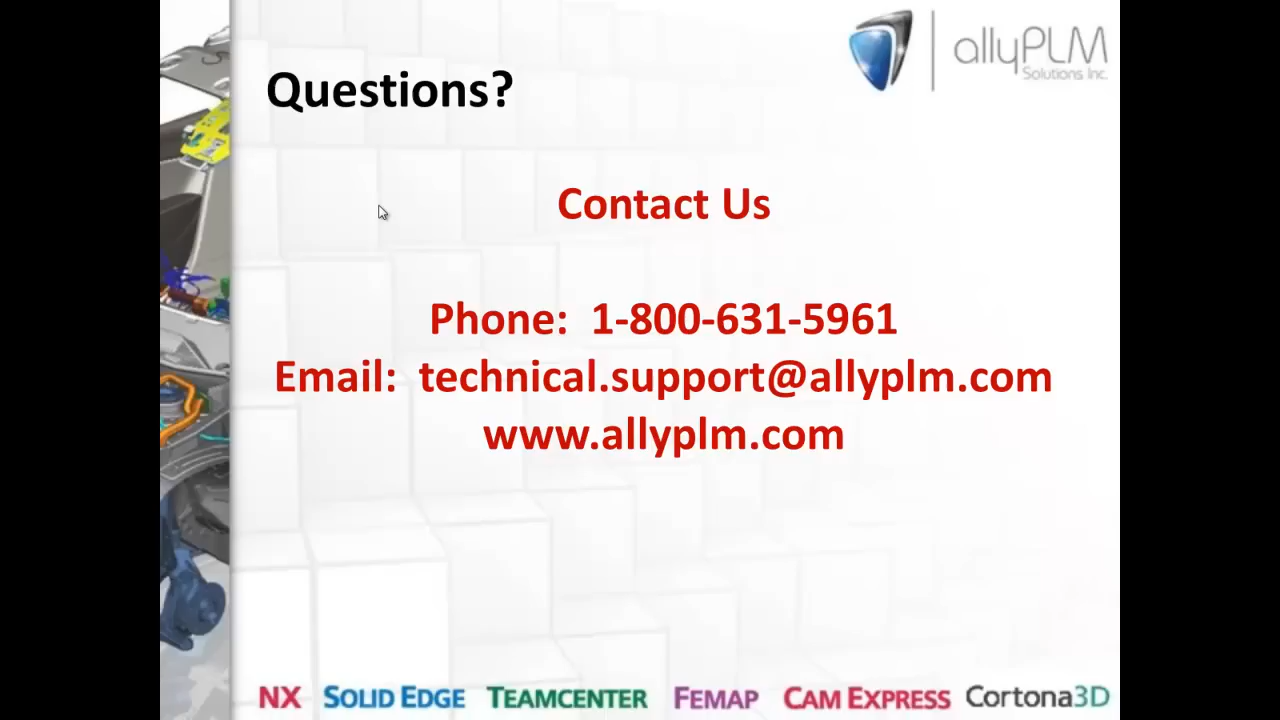 allyPLM
Solutions Inc.
Questions?
Contact Us
Phone: 1-800-631-5961
Email: technical.support@allyplm.com
www.allyplm.com
NX SOLID EDGE TEAMCENTER FEMAP CAM EXPRESS Cortona3D